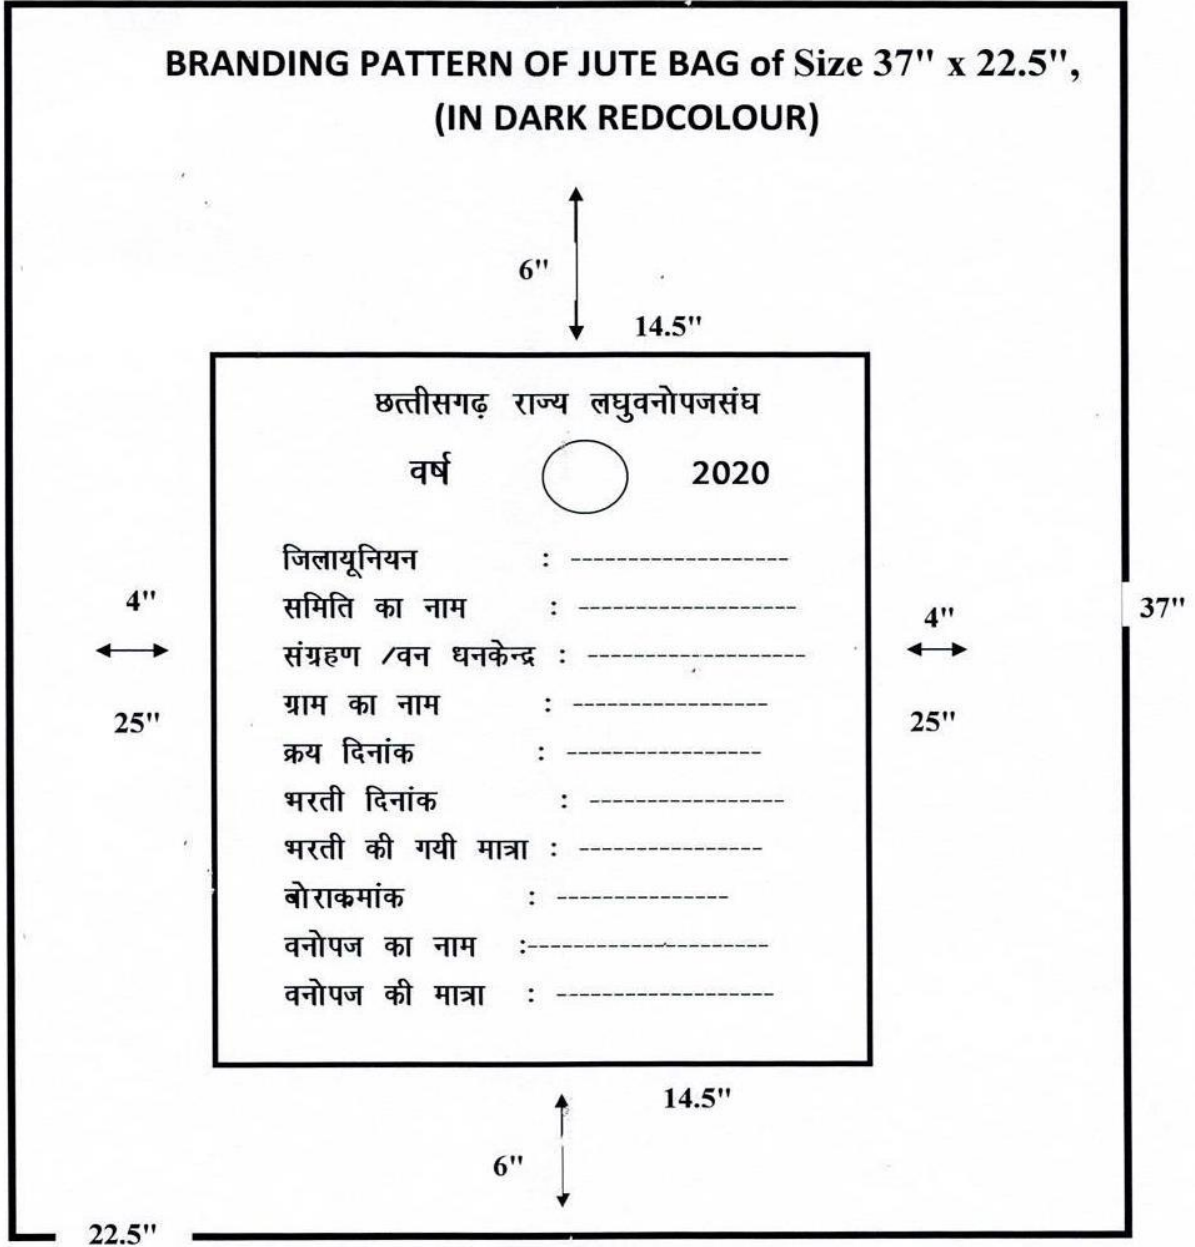 BRANDING PATTERN OF JUTE BAG of Size 37" x 22.5",
(IN DARK REDCOLOUR)
6"
14.5"
छत्तीसगढ़ राज्य लघुवनोपजसंघ
वर्ष 2020
जिलायूनियन : -------------------
समिति का नाम : -------------------
4"
4"
37"
संग्रहण /वन धनकेन्द्र : -------------------
ग्राम का नाम : -----------------
25"
25"
क्रय दिनांक : -----------------
भरती दिनांक : -----------------
भरती की गयी मात्रा : ----------------
बोराकमांक : ---------------
वनोपज का नाम :---------------------
वनोपज की मात्रा : -------------------
14.5"
6"
22.5"